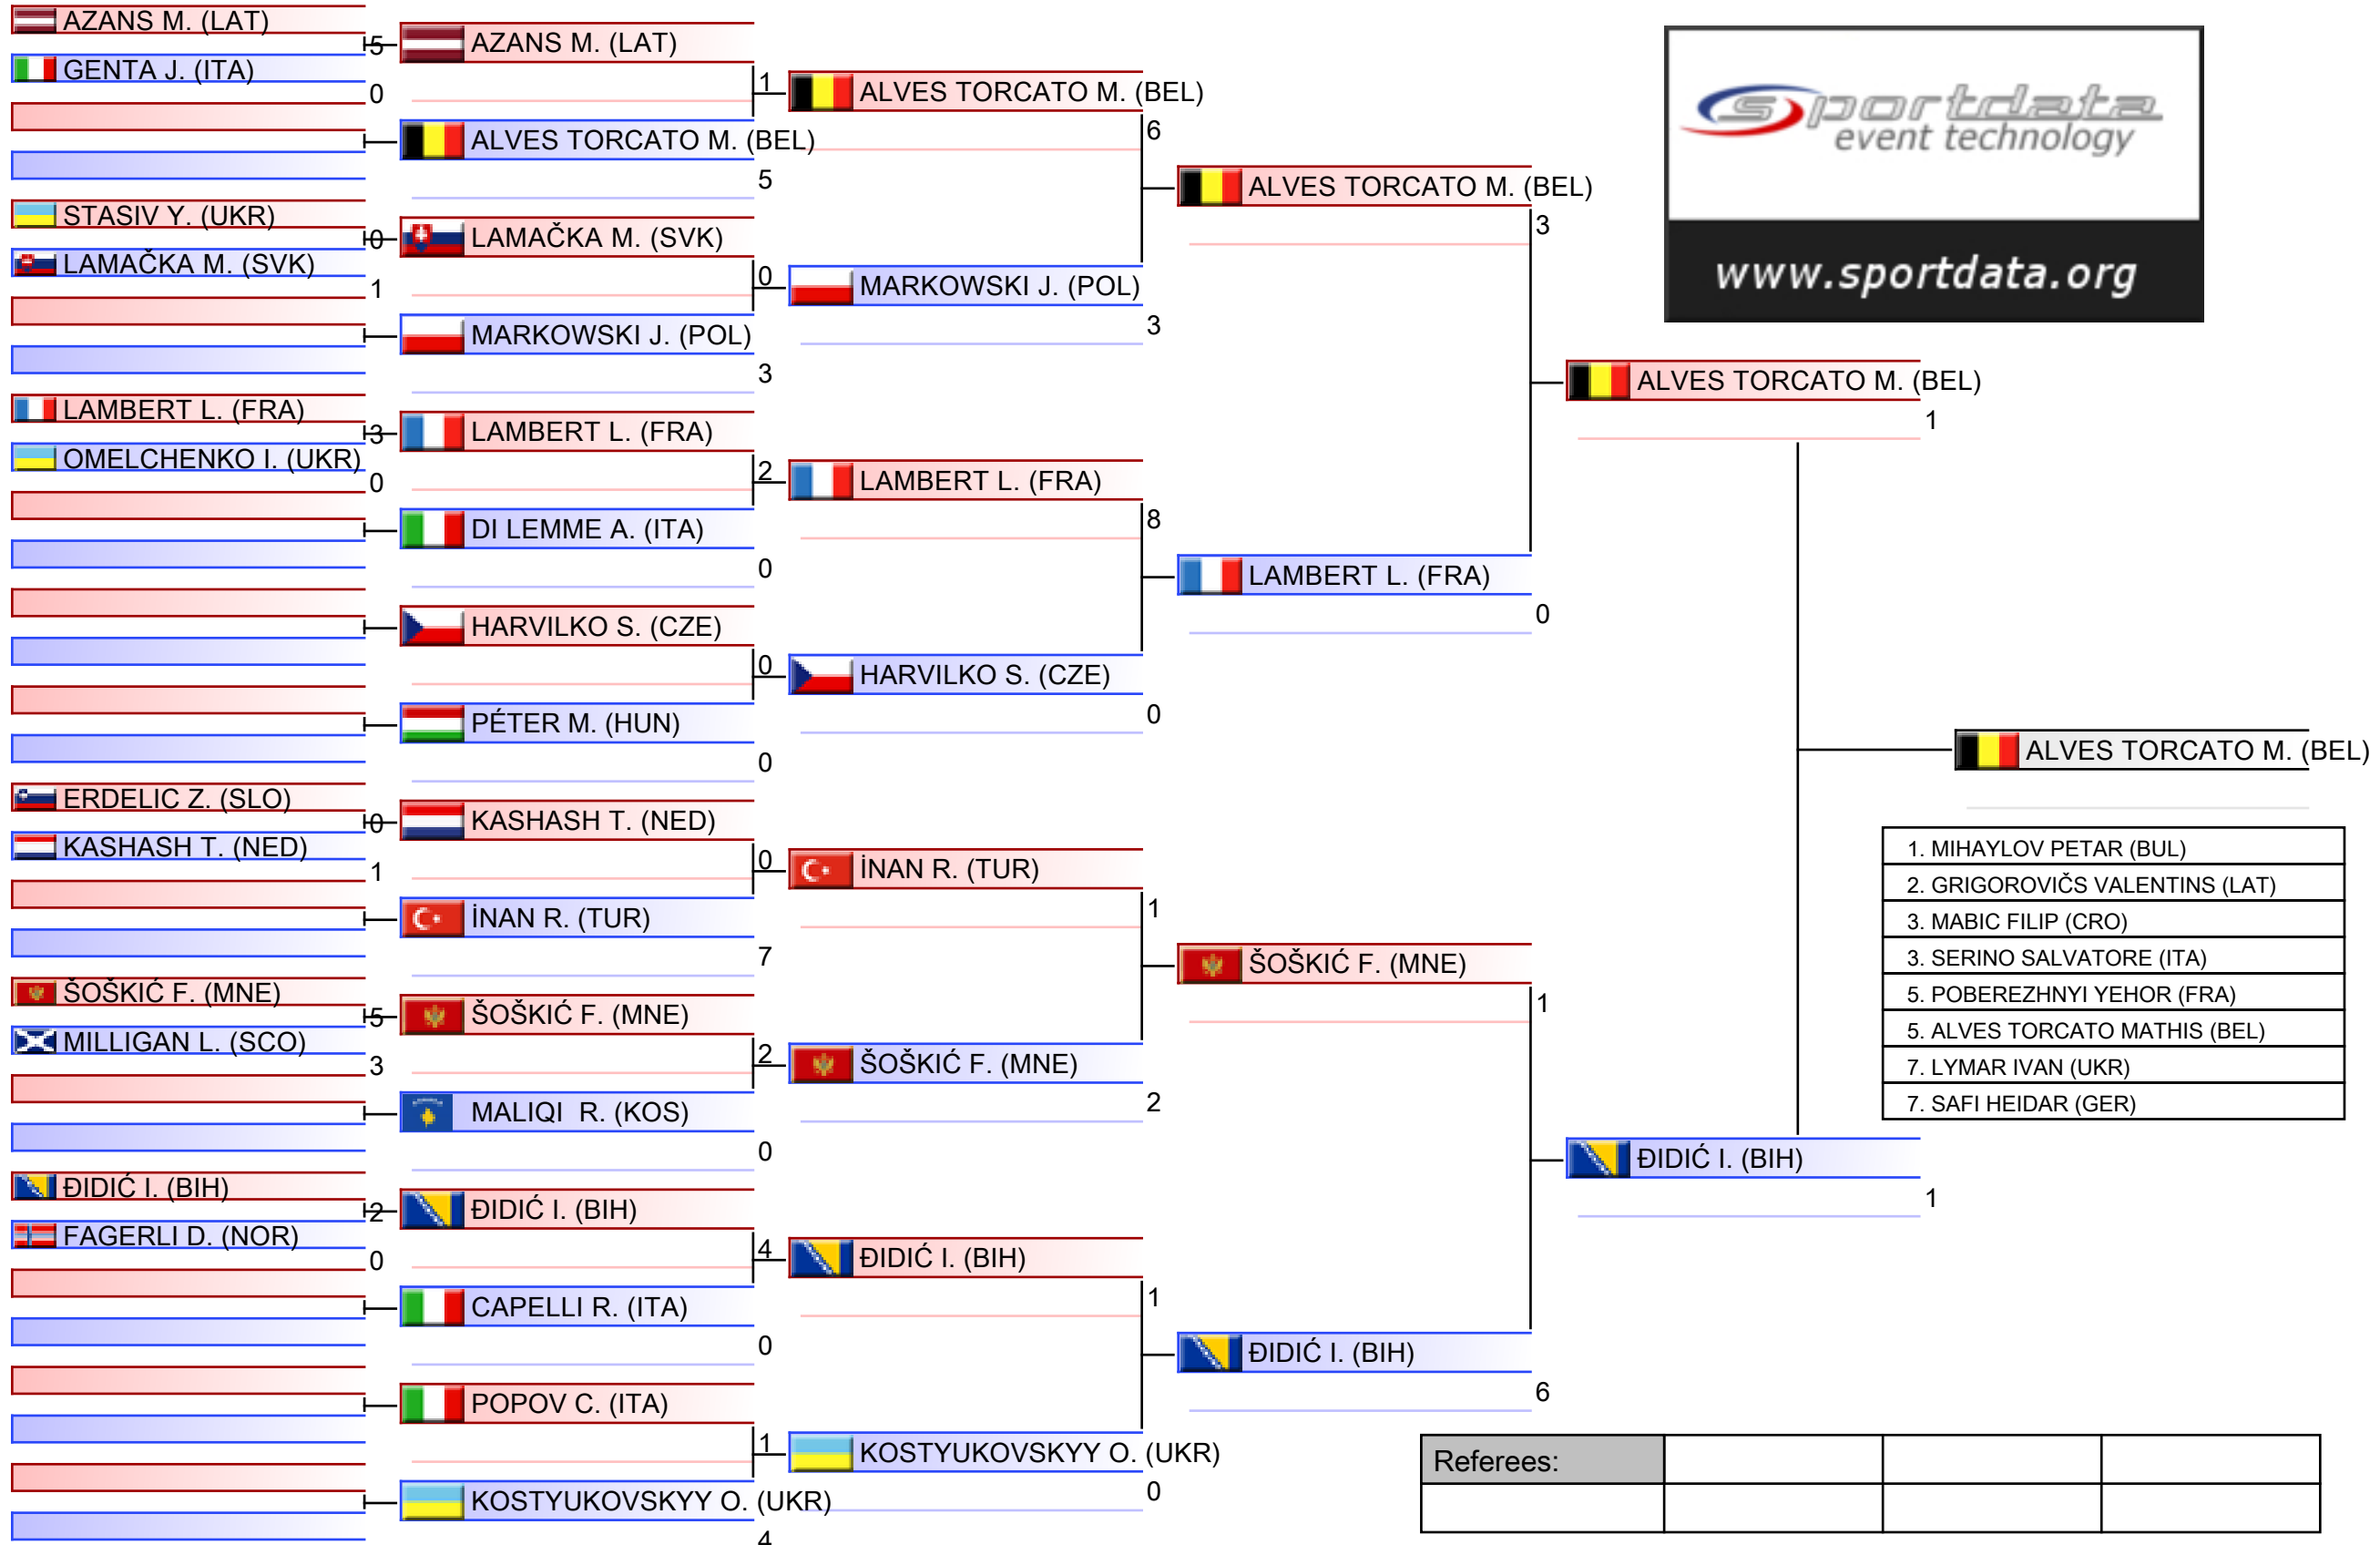 AZANS M. (LAT)
5
GENTA J. (ITA)
0
STASIV Y. (UKR)
0
LAMAČKA M. (SVK)
1
LAMBERT L. (FRA)
3
OMELCHENKO I. (UKR)
0
ERDELIC Z. (SLO)
0
KASHASH T. (NED)
1
ŠOŠKIĆ F. (MNE)
5
MILLIGAN L. (SCO)
3
ĐIDIĆ I. (BIH)
2
FAGERLI D. (NOR)
0
AZANS M. (LAT)
1
ALVES TORCATO M. (BEL)
5
LAMAČKA M. (SVK)
0
MARKOWSKI J. (POL)
3
LAMBERT L. (FRA)
2
DI LEMME A. (ITA)
0
HARVILKO S. (CZE)
0
PÉTER M. (HUN)
0
KASHASH T. (NED)
0
İNAN R. (TUR)
7
ŠOŠKIĆ F. (MNE)
2
MALIQI  R. (KOS)
0
ĐIDIĆ I. (BIH)
4
CAPELLI R. (ITA)
0
POPOV C. (ITA)
1
KOSTYUKOVSKYY O. (UKR)
4
ALVES TORCATO M. (BEL)
6
MARKOWSKI J. (POL)
3
LAMBERT L. (FRA)
8
HARVILKO S. (CZE)
0
İNAN R. (TUR)
1
ŠOŠKIĆ F. (MNE)
2
ĐIDIĆ I. (BIH)
1
KOSTYUKOVSKYY O. (UKR)
0
ALVES TORCATO M. (BEL)
3
LAMBERT L. (FRA)
0
ŠOŠKIĆ F. (MNE)
1
ĐIDIĆ I. (BIH)
6
ALVES TORCATO M. (BEL)
1
ĐIDIĆ I. (BIH)
1
ALVES TORCATO M. (BEL)
sportdata
event technology
www.sportdata.org
1. MIHAYLOV PETAR (BUL)
2. GRIGOROVIČS VALENTINS (LAT)
3. MABIC FILIP (CRO)
3. SERINO SALVATORE (ITA)
5. POBEREZHNYI YEHOR (FRA)
5. ALVES TORCATO MATHIS (BEL)
7. LYMAR IVAN (UKR)
7. SAFI HEIDAR (GER)
Referees: